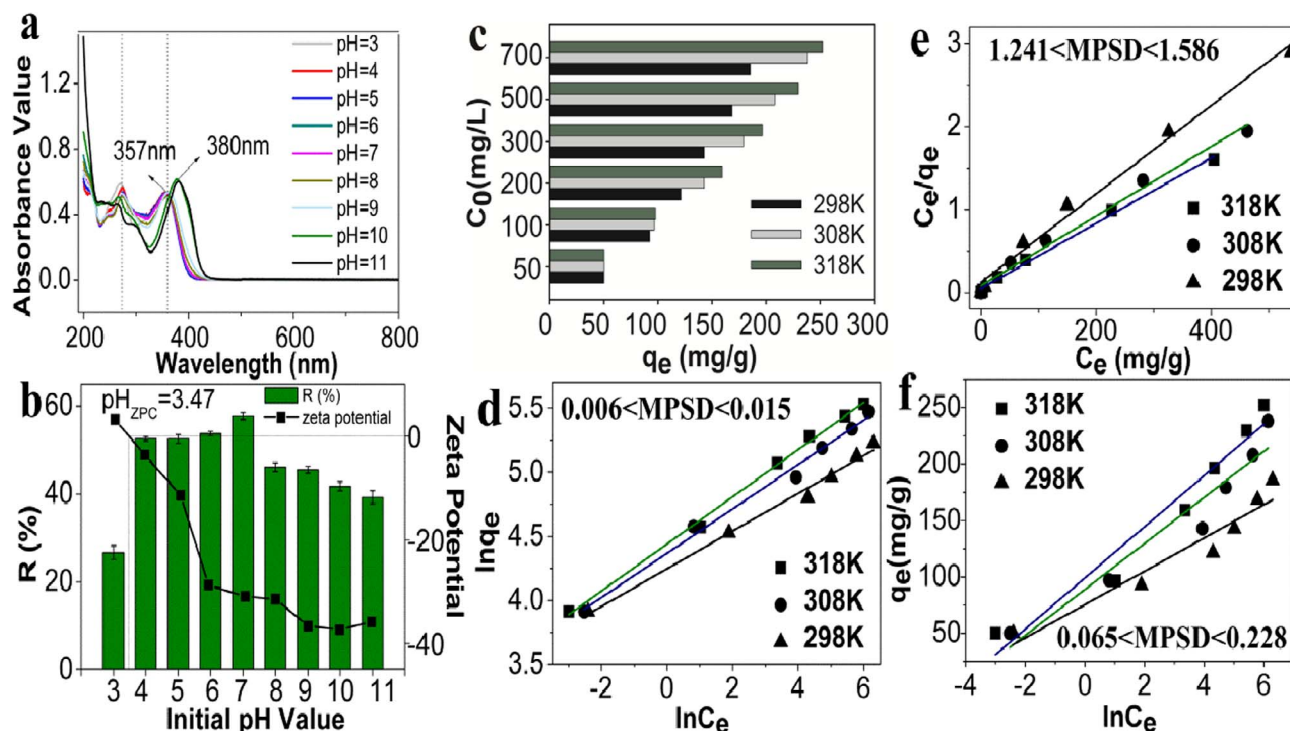 a
Absorbance Value
1.2
0.8
0.4
0.0
357nm
380nm
pH=3
pH=4
pH=5
pH=6
pH=7
pH=8
pH=9
pH=10
pH=11
200 300 400 600 800
Wavelength (nm)
b
pH ZPC =3.47
R (%)
zeta potential
R (%)
60
40
20
0
Zeta Potential
0
-20
-40
3 4 5 6 7 8 9 10 11
Initial pH Value
c
C0(mg/L)
700
500
300
200
100
50
298K
308K
318K
0 50 100 150 200 250 300
qe (mg/g)
d
0.006<MPSD<0.015
lnqe
5.5
5.0
4.5
4.0
3.5
318K
308K
298K
-2 0 2 4 6
lnCe
e
1.241<MPSD<1.586
Ce/qe
3
2
1
0
318K
308K
298K
0 200 400
Ce (mg/g)
f
318K
308K
298K
qe(mg/g)
250
200
150
100
50
0.065<MPSD<0.228
-4 -2 0 2 4 6
lnCe